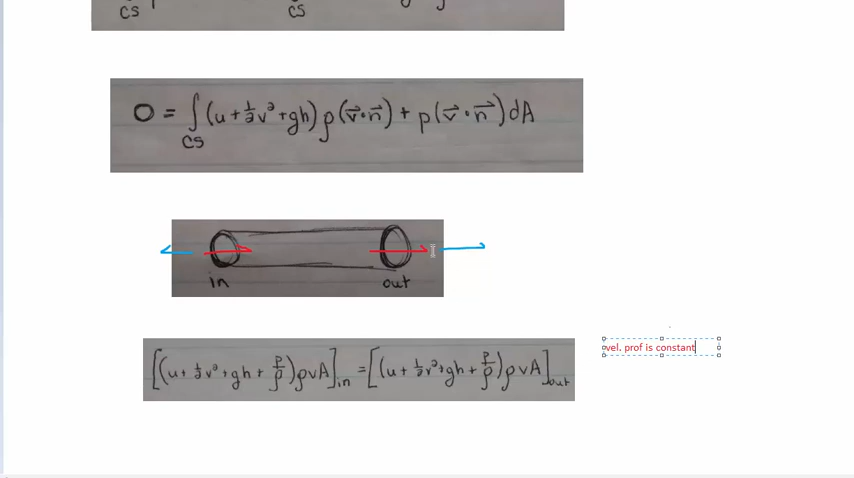 CS CS
O = ∫ (u + ½v² + gh) ρ(v⃗·n⃗) + p(v⃗·n⃗) dA
CS
in out
[(u + ½v² + gh + p/ρ) ρvA]in = [(u + ½v² + gh + p/ρ) ρvA]out
vel. prof is constant